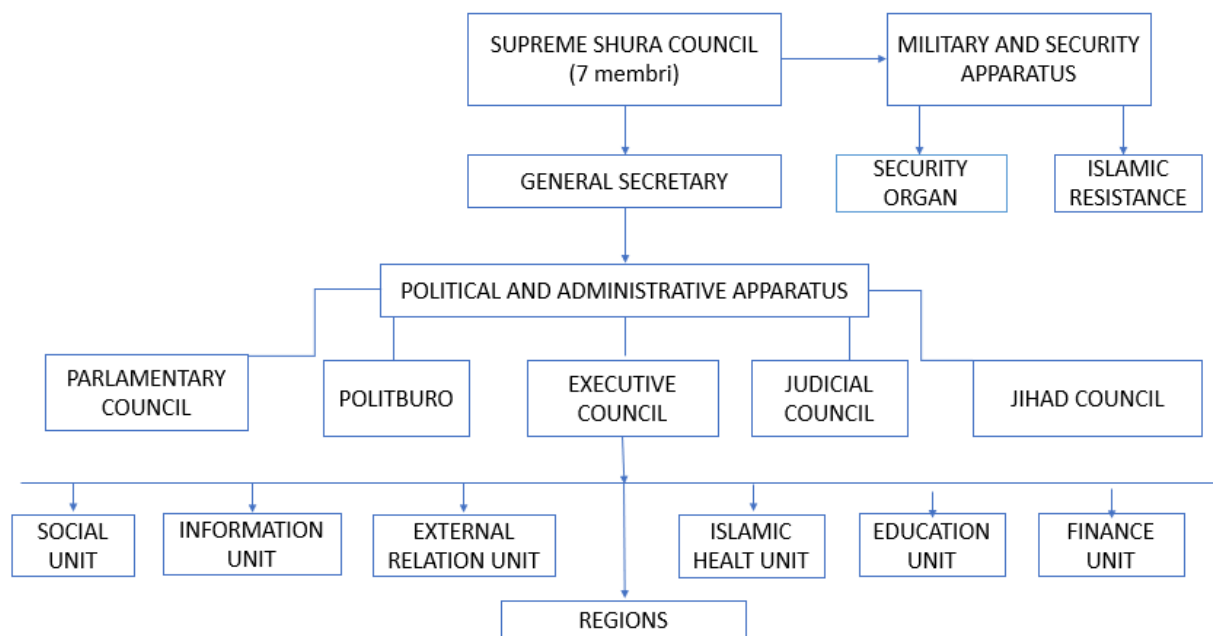 SUPREME SHURA COUNCIL
(7 membri)
MILITARY AND SECURITY
APPARATUS
GENERAL SECRETARY
SECURITY
ORGAN
ISLAMIC
RESISTANCE
POLITICAL AND ADMINISTRATIVE APPARATUS
PARLAMENTARY
COUNCIL
POLITBURO
EXECUTIVE
COUNCIL
JUDICIAL
COUNCIL
JIHAD COUNCIL
SOCIAL
UNIT
INFORMATION
UNIT
EXTERNAL
RELATION UNIT
ISLAMIC
HEALT UNIT
EDUCATION
UNIT
FINANCE
UNIT
REGIONS